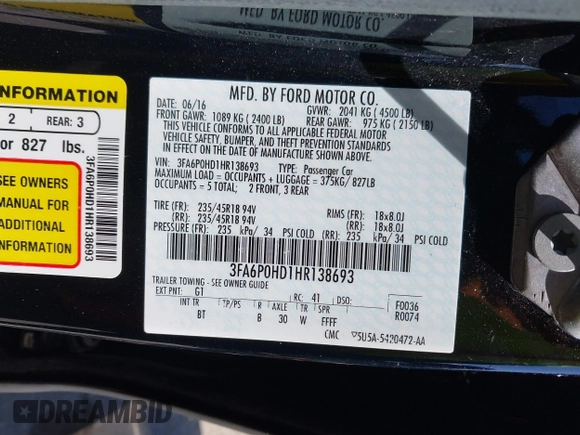 MFD. BY FORD MOTOR CO.
NFORMATION
2 REAR: 3
or 827 lbs.
SEE OWNERS
MANUAL FOR
ADDITIONAL
INFORMATION
3FA6P0HD1HR138693
MFD. BY FORD MOTOR CO.
DATE: 06/16 GVWR: 2041 KG ( 4500 LB)
FRONT GAWR: 1089 KG ( 2400 LB) REAR GAWR: 975 KG ( 2150 LB)
THIS VEHICLE CONFORMS TO ALL APPLICABLE FEDERAL MOTOR
VEHICLE SAFETY, BUMPER, AND THEFT PREVENTION STANDARDS
IN EFFECT ON THE DATE OF MANUFACTURE SHOWN ABOVE.
VIN: 3FA6P0HD1HR138693 TYPE: Passenger Car
MAXIMUM LOAD = OCCUPANTS + LUGGAGE = 375KG/ 827LB
OCCUPANTS = 5 TOTAL; 2 FRONT, 3 REAR
TIRE (FR): 235/45R18 94V RIMS (FR): 18x8.0J
(RR): 235/45R18 94V (RR): 18x8.0J
PRESSURE (FR): 235 kPa/ 34 PSI COLD (RR) 235 kPa/ 34 PSI COLD
3FA6P0HD1HR138693
TRAILER TOWING - SEE OWNER GUIDE
EXT PNT: G1 RC: 41 DSO: F0036
INT TR TP/PS R AXLE TR SPR R0074
BT B 30 W FFFF
CMC 5U5A-5420472-AA
DREAMBID